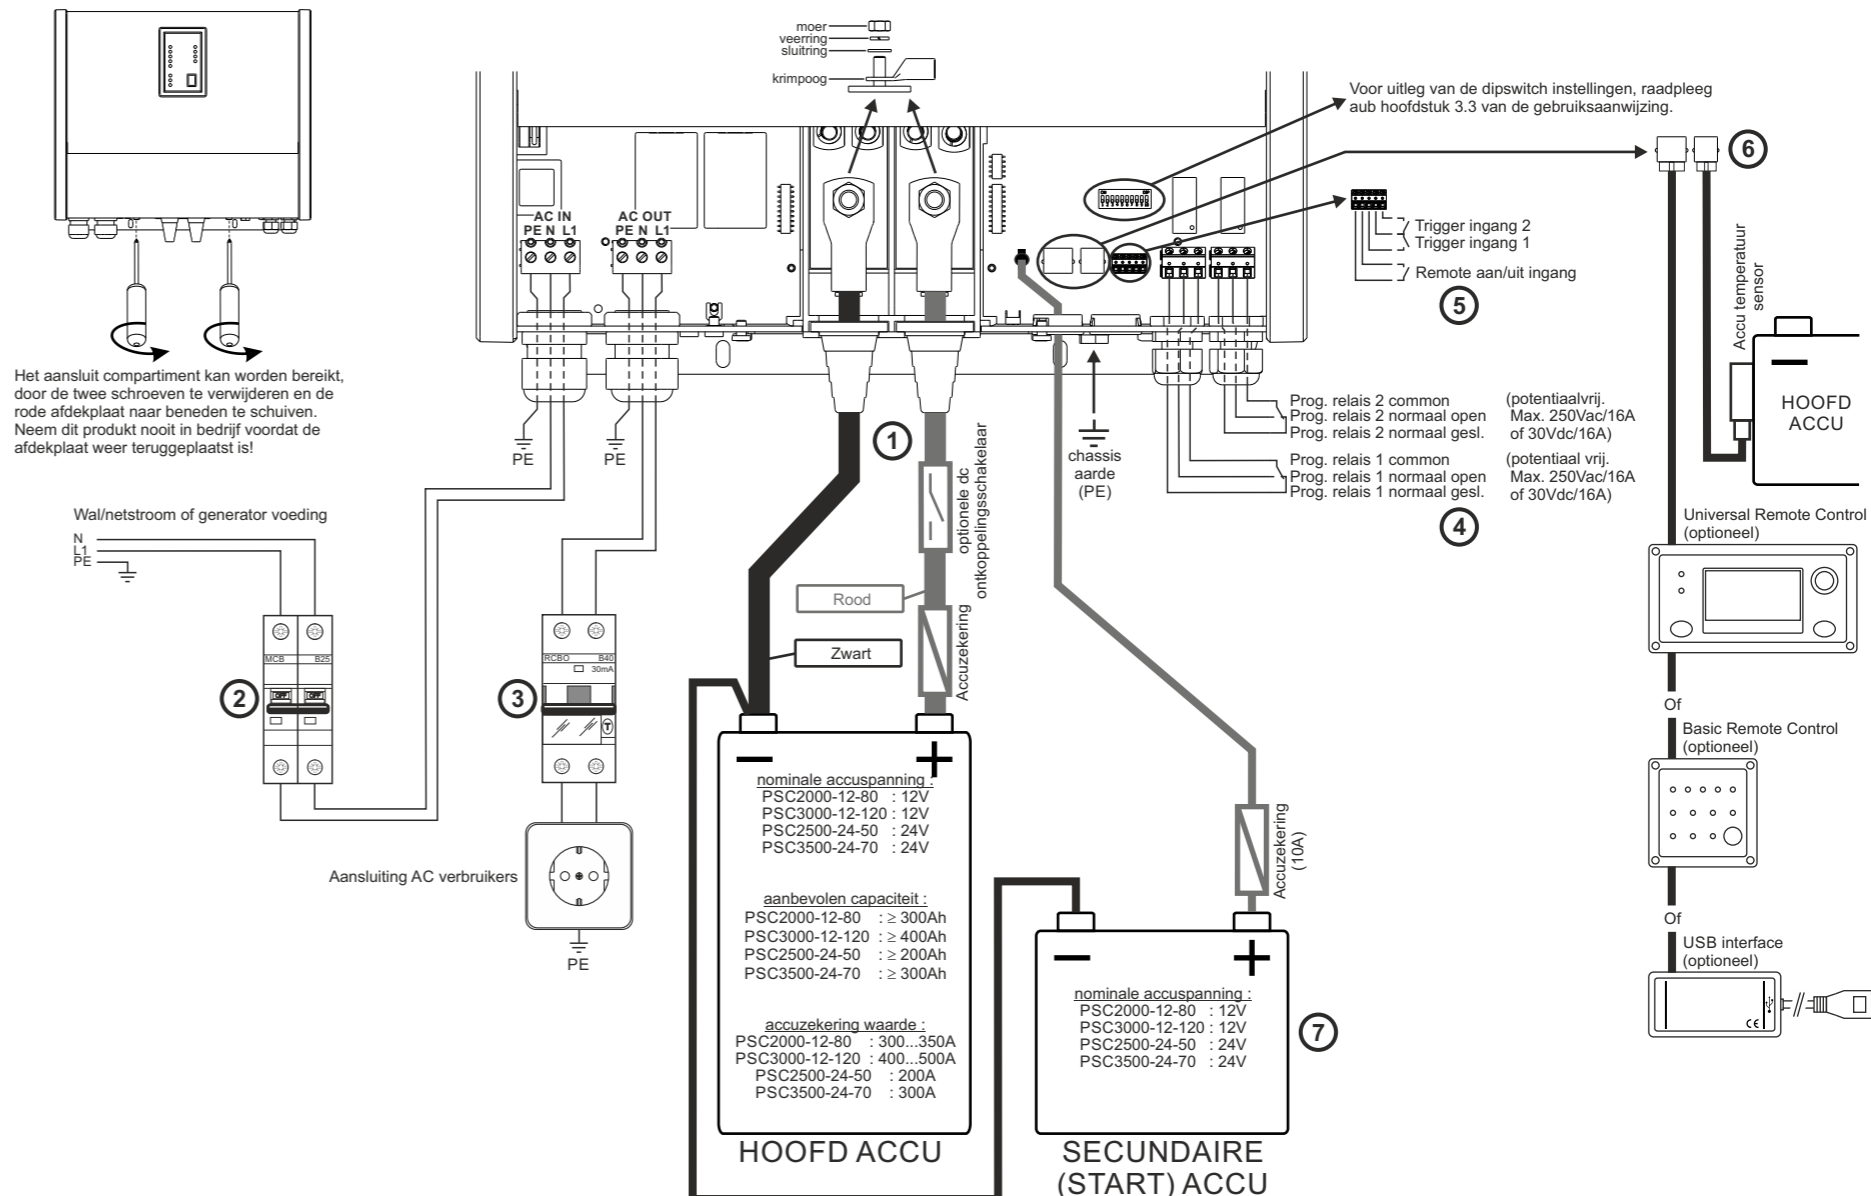 moer
veerring
sluitring
krimpoog
Voor uitleg van de dipswitch instellingen, raadpleeg
aub hoofdstuk 3.3 van de gebruiksaanwijzing.
6
AC IN
PE N L1
AC OUT
PE N L1
Trigger ingang 2
Trigger ingang 1
Remote aan/uit ingang
5
Accu temperatuur
sensor
HOOFD
ACCU
Het aansluit compartiment kan worden bereikt,
door de twee schroeven te verwijderen en de
rode afdekplaat naar beneden te schuiven.
Neem dit produkt nooit in bedrijf voordat de
afdekplaat weer teruggeplaatst is!
PE
PE
1
chassis
aarde
(PE)
Prog. relais 2 common
Prog. relais 2 normaal open
Prog. relais 2 normaal gesl.
(potentiaalvrij.
Max. 250Vac/16A
of 30Vdc/16A)
Prog. relais 1 common
Prog. relais 1 normaal open
Prog. relais 1 normaal gesl.
(potentiaal vrij.
Max. 250Vac/16A
of 30Vdc/16A)
4
optionele dc
ontkoppelingsschakelaar
Wal/netstroom of generator voeding
N
L1
PE
Rood
Zwart
Accuzekering
MCB B25
OFF OFF
2
RCBO B40
30mA
T
3
Aansluiting AC verbruikers
PE
nominale accuspanning :
PSC2000-12-80 : 12V
PSC3000-12-120 : 12V
PSC2500-24-50 : 24V
PSC3500-24-70 : 24V
aanbevolen capaciteit :
PSC2000-12-80 : ≥ 300Ah
PSC3000-12-120 : ≥ 400Ah
PSC2500-24-50 : ≥ 200Ah
PSC3500-24-70 : ≥ 300Ah
accuzekering waarde :
PSC2000-12-80 : 300...350A
PSC3000-12-120 : 400...500A
PSC2500-24-50 : 200A
PSC3500-24-70 : 300A
HOOFD ACCU
Accuzekering
(10A)
nominale accuspanning :
PSC2000-12-80 : 12V
PSC3000-12-120 : 12V
PSC2500-24-50 : 24V
PSC3500-24-70 : 24V
7
SECUNDAIRE
(START) ACCU
Universal Remote Control
(optioneel)
Of
Basic Remote Control
(optioneel)
Of
USB interface
(optioneel)
CE